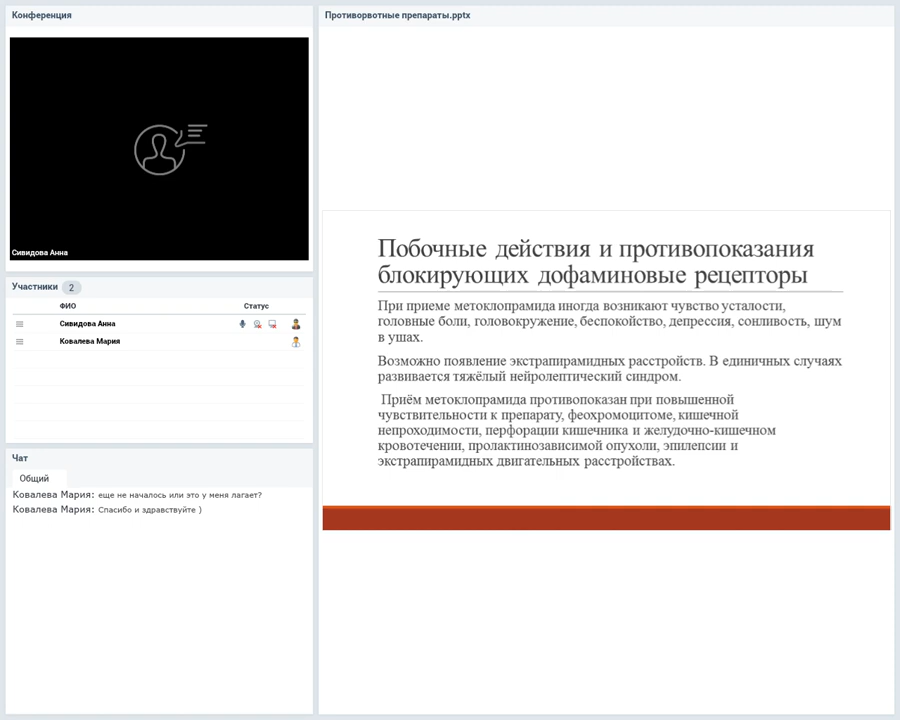 Конференция
Сивидова Анна
Участники 2
ФИО Статус
Сивидова Анна
Ковалева Мария
Чат
Общий
Ковалева Мария: еще не началось или это у меня лагает?
Ковалева Мария: Спасибо и здравствуйте )
Противорвотные препараты.pptx
Побочные действия и противопоказания
блокирующих дофаминовые рецепторы
При приеме метоклопрамида иногда возникают чувство усталости,
головные боли, головокружение, беспокойство, депрессия, сонливость, шум
в ушах.
Возможно появление экстрапирамидных расстройств. В единичных случаях
развивается тяжёлый нейролептический синдром.
Приём метоклопрамида противопоказан при повышенной
чувствительности к препарату, феохромоцитоме, кишечной
непроходимости, перфорации кишечника и желудочно-кишечном
кровотечении, пролактинозависимой опухоли, эпилепсии и
экстрапирамидных двигательных расстройствах.